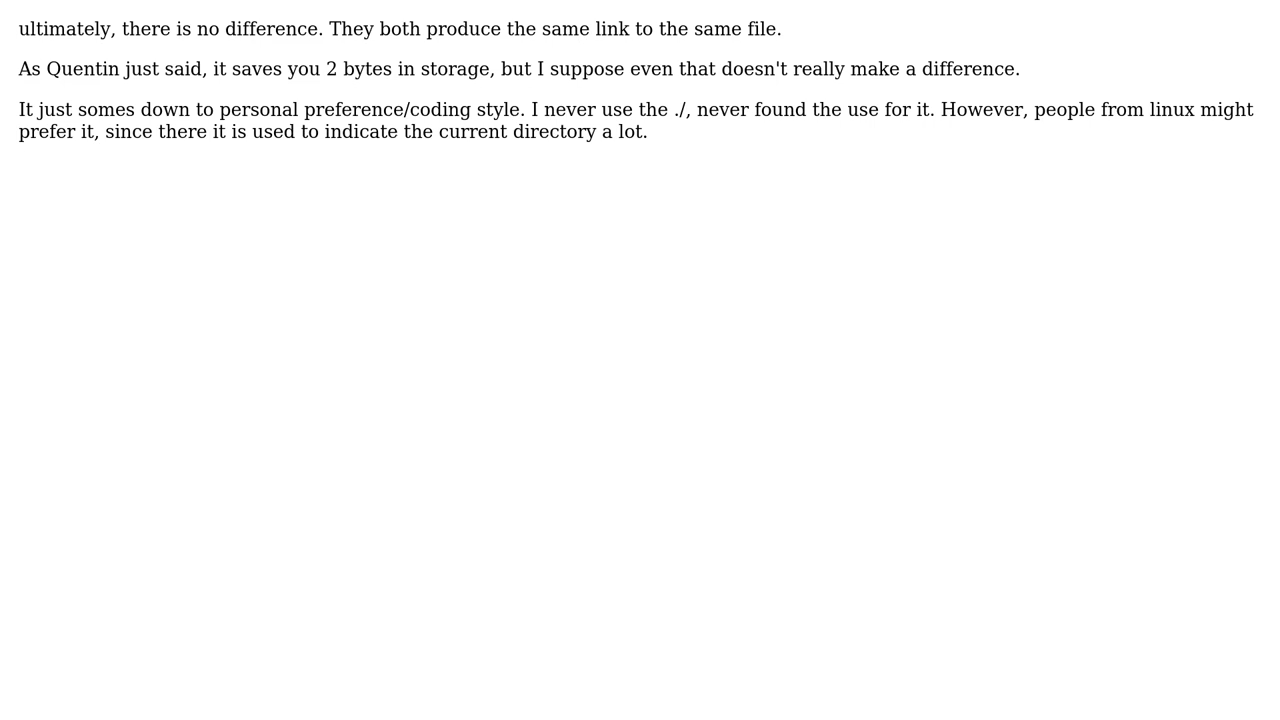 ultimately, there is no difference. They both produce the same link to the same file.
As Quentin just said, it saves you 2 bytes in storage, but I suppose even that doesn't really make a difference.
It just somes down to personal preference/coding style. I never use the ./, never found the use for it. However, people from linux might
prefer it, since there it is used to indicate the current directory a lot.